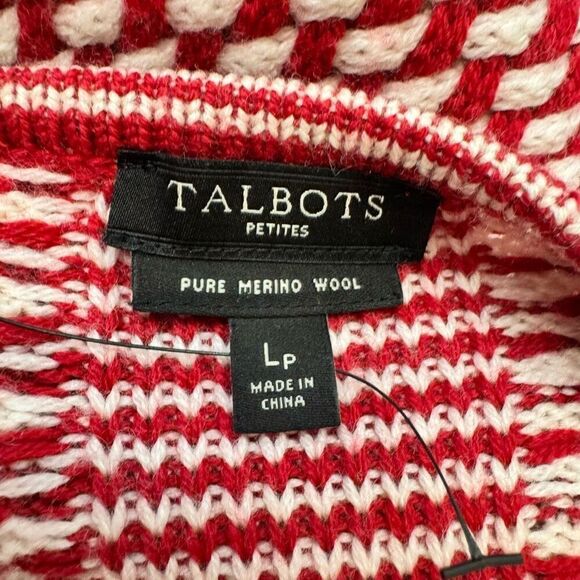 TALBOTS
PETITES
PURE MERINO WOOL
LP
MADE IN
CHINA